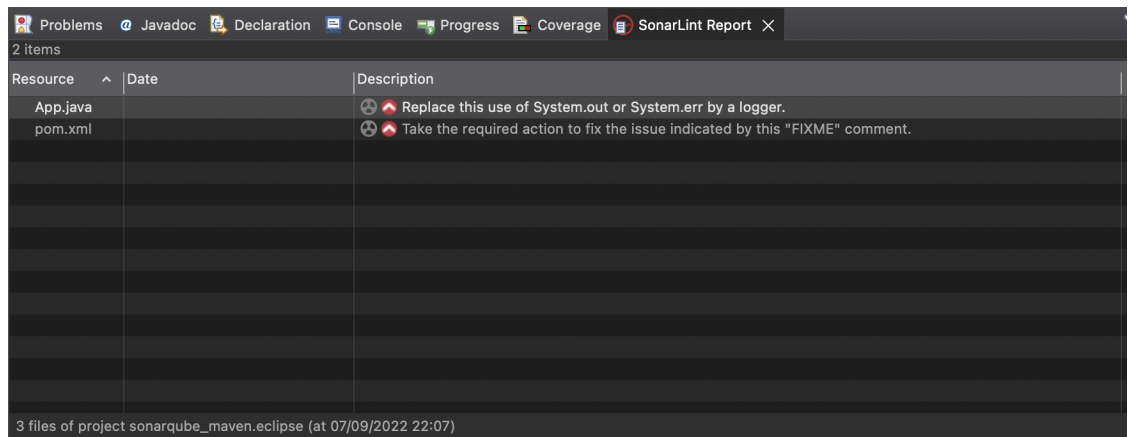 Problems @ Javadoc Declaration Console Progress Coverage SonarLint Report
2 items
Resource Date Description
App.java Replace this use of System.out or System.err by a logger.
pom.xml Take the required action to fix the issue indicated by this "FIXME" comment.
3 files of project sonarqube_maven.eclipse (at 07/09/2022 22:07)